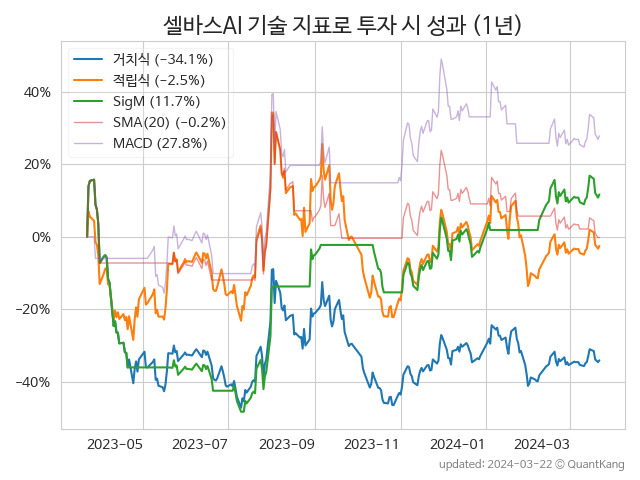 셀바스AI 기술 지표로 투자 시 성과 (1년)
거치식 (−34.1%)
적립식 (−2.5%)
SigM (11.7%)
SMA(20) (−0.2%)
MACD (27.8%)
40%
20%
0%
−20%
−40%
2023−05 2023−07 2023−09 2023−11 2024−01 2024−03
updated: 2024-03-22 © QuantKang